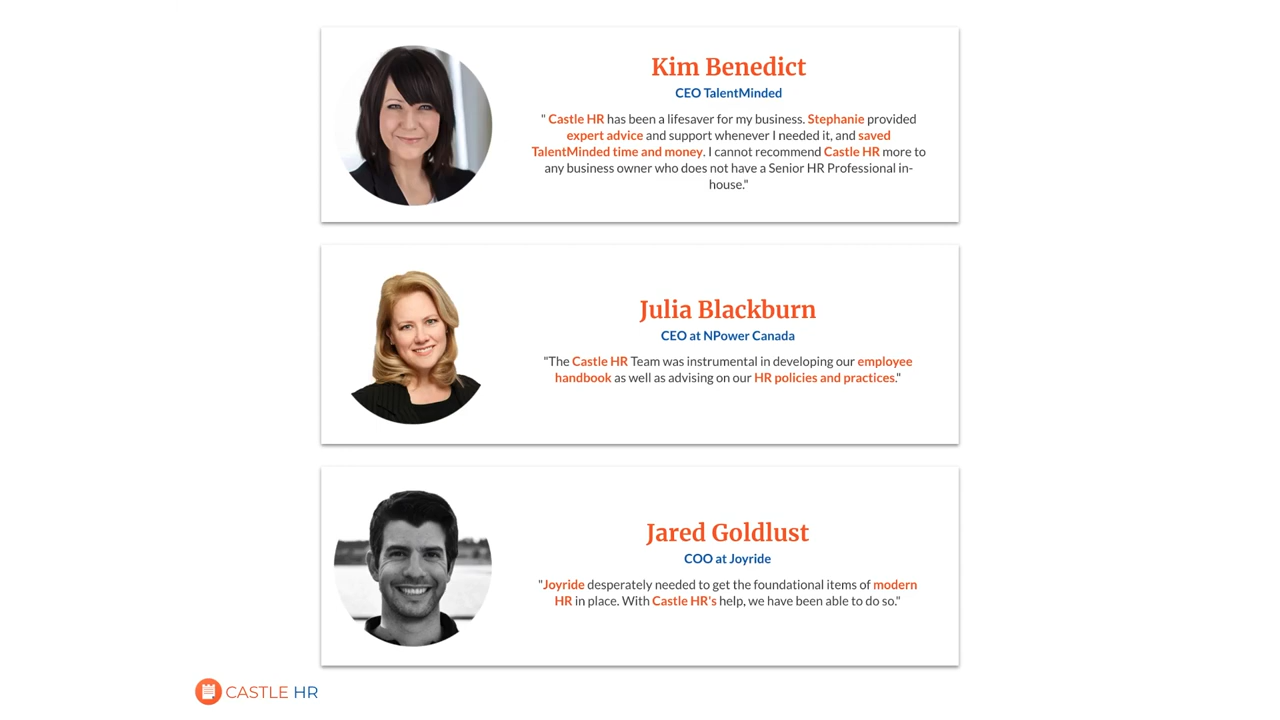 Kim Benedict
CEO TalentMinded
" Castle HR has been a lifesaver for my business. Stephanie provided
expert advice and support whenever I needed it, and saved
TalentMinded time and money. I cannot recommend Castle HR more to
any business owner who does not have a Senior HR Professional in-
house."
Julia Blackburn
CEO at NPower Canada
"The Castle HR Team was instrumental in developing our employee
handbook as well as advising on our HR policies and practices."
Jared Goldlust
COO at Joyride
"Joyride desperately needed to get the foundational items of modern
HR in place. With Castle HR's help, we have been able to do so."
CASTLE HR